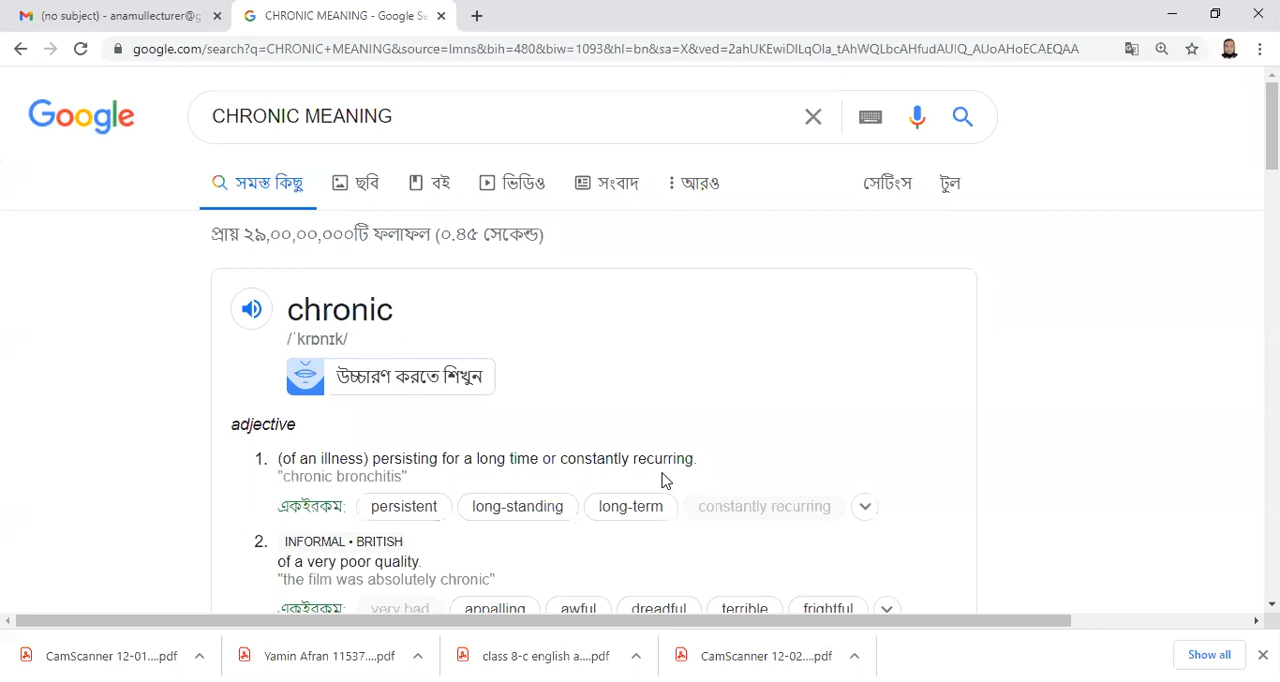 (no subject) - anamullecturer@g
CHRONIC MEANING - Google Se
google.com/search?q=CHRONIC+MEANING&source=lmns&bih=480&biw=1093&hl=bn&sa=X&ved=2ahUKEwiDlLqOla_tAhWQLbcAHfudAUIQ_AUoAHoECAEQAA
Google
CHRONIC MEANING
সমস্ত কিছু ছবি বই ভিডিও সংবাদ আরও সেটিংস টুল
প্রায় ২৯,০০,০০,০০০টি ফলাফল (০.৪৫ সেকেন্ড)
chronic
/ˈkrɒnɪk/
উচ্চারণ করতে শিখুন
adjective
1. (of an illness) persisting for a long time or constantly recurring.
"chronic bronchitis"
একইরকম: persistent long-standing long-term constantly recurring
2. INFORMAL • BRITISH
of a very poor quality.
"the film was absolutely chronic"
একইরকম: very bad appalling awful dreadful terrible frightful
CamScanner 12-01....pdf Yamin Afran 11537....pdf class 8-c english a....pdf CamScanner 12-02....pdf Show all